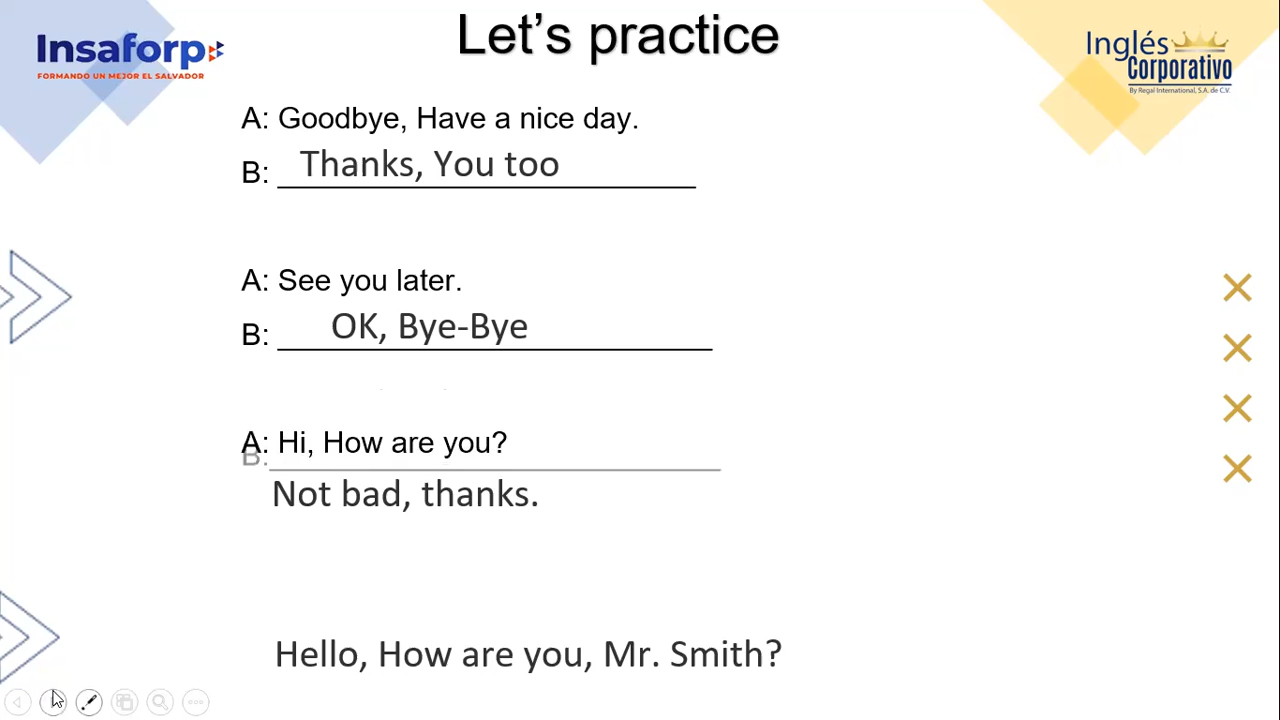 Let's practice
Insaforp
FORMANDO UN MEJOR EL SALVADOR
Inglés
Corporativo
By Regal International, S.A. de C.V.
A: Goodbye, Have a nice day.
B: Thanks, You too
A: See you later.
B: OK, Bye-Bye
A: Hi, How are you?
B:
Not bad, thanks.
Hello, How are you, Mr. Smith?